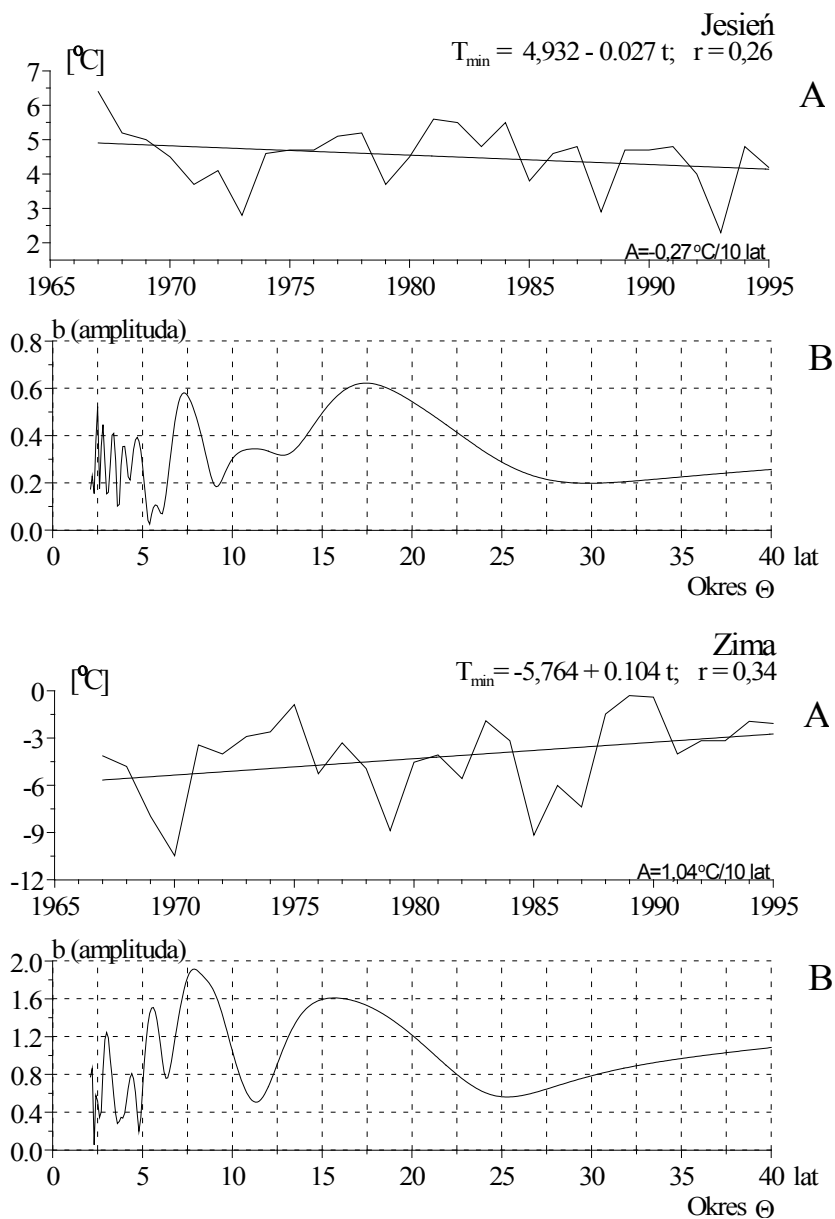 Jesień
[°C]
T_min = 4,932 - 0.027 t; r = 0,26
A
7
6
5
4
3
2
A=-0,27 °C/10 lat
1965 1970 1975 1980 1985 1990 1995
b (amplituda)
B
0.8
0.6
0.4
0.2
0.0
0 5 10 15 20 25 30 35 40 lat
Okres Θ
Zima
[°C]
T_min = -5,764 + 0.104 t; r = 0,34
A
0
-3
-6
-9
-12
A=1,04°C/10 lat
1965 1970 1975 1980 1985 1990 1995
b (amplituda)
B
2.0
1.6
1.2
0.8
0.4
0.0
0 5 10 15 20 25 30 35 40 lat
Okres Θ